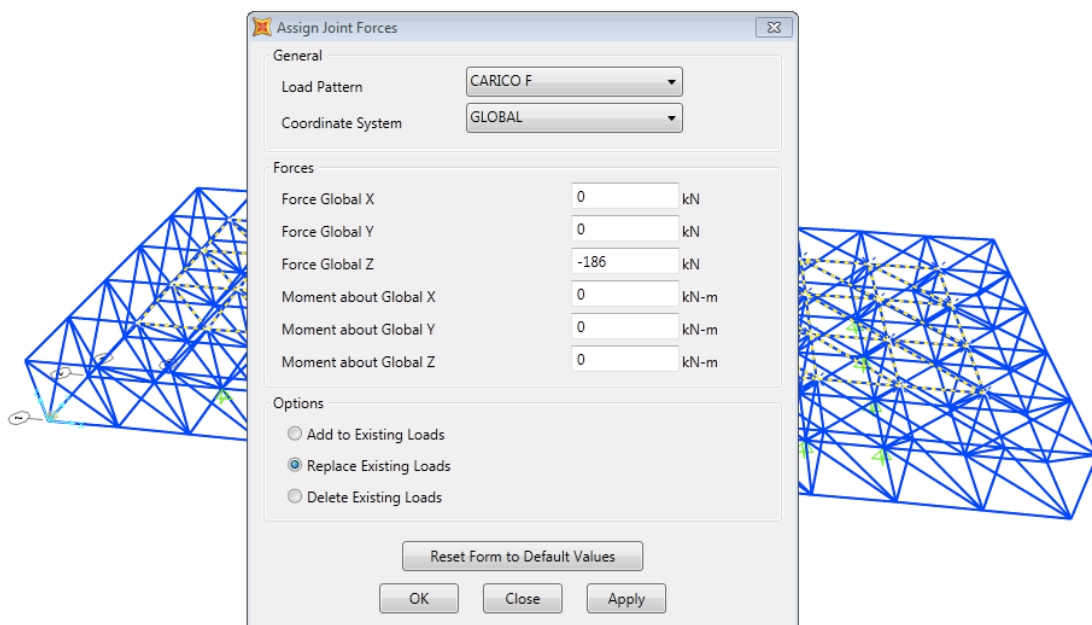 Assign Joint Forces
General
Load Pattern
CARICO F
Coordinate System
GLOBAL
Forces
Force Global X
0
kN
Force Global Y
0
kN
Force Global Z
-186
kN
Moment about Global X
0
kN-m
Moment about Global Y
0
kN-m
Moment about Global Z
0
kN-m
Options
Add to Existing Loads
Replace Existing Loads
Delete Existing Loads
Reset Form to Default Values
OK
Close
Apply